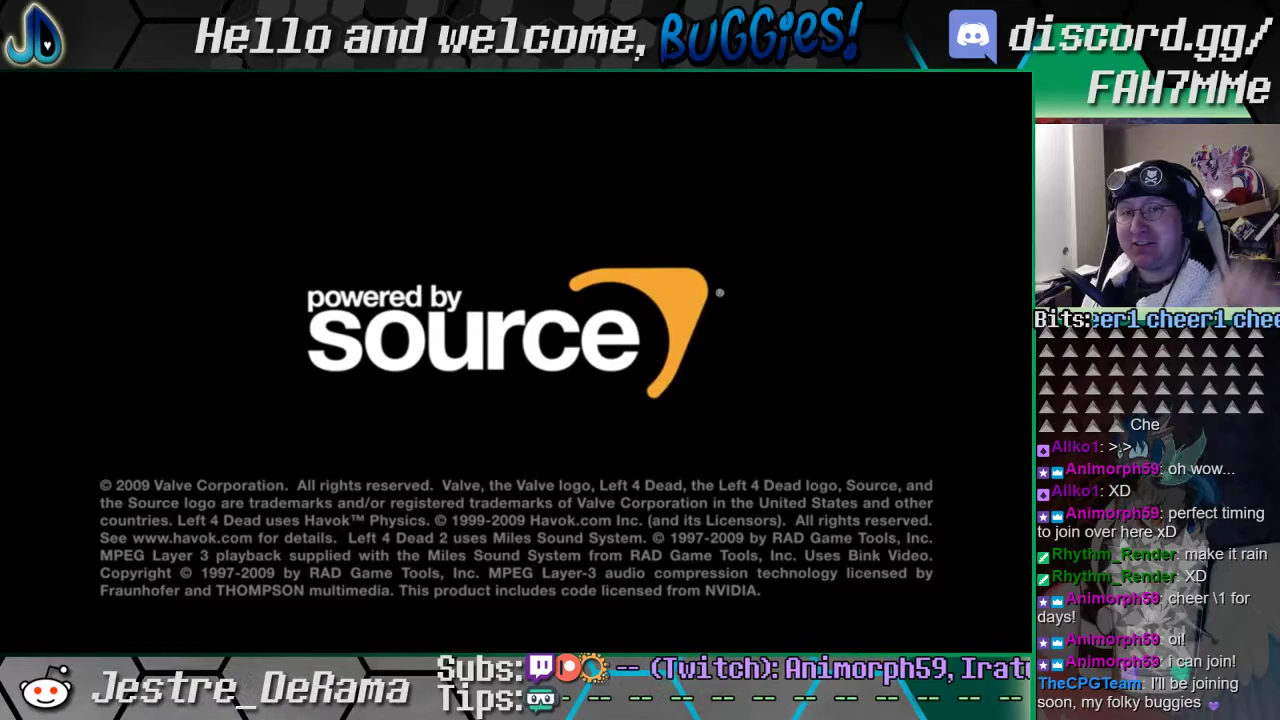 Hello and welcome, BUGGIES!
discord.gg/
FAH7MMe
powered by
source
®
Bits: eer1 cheer1 chee
Che
Allko1: >;>
Animorph59: oh wow...
Allko1: XD
Animorph59: perfect timing
to join over here xD
Rhythm_Render: make it rain
Rhythm_Render: XD
Animorph59: cheer \1 for
days!
Animorph59: oi!
Animorph59: i can join!
TheCPGTeam: I'll be joining
soon, my folky buggies
© 2009 Valve Corporation. All rights reserved. Valve, the Valve logo, Left 4 Dead, the Left 4 Dead logo, Source, and
the Source logo are trademarks and/or registered trademarks of Valve Corporation in the United States and other
countries. Left 4 Dead uses Havok™ Physics. © 1999-2009 Havok.com Inc. (and its Licensors). All rights reserved.
See www.havok.com for details. Left 4 Dead 2 uses Miles Sound System. © 1997-2009 by RAD Game Tools, Inc.
MPEG Layer 3 playback supplied with the Miles Sound System from RAD Game Tools, Inc. Uses Bink Video.
Copyright © 1997-2009 by RAD Game Tools, Inc. MPEG Layer-3 audio compression technology licensed by
Fraunhofer and THOMPSON multimedia. This product includes code licensed from NVIDIA.
Jestre_DeRama
Subs: -- (Twitch): Animorph59, Irat
Tips: - - - - - - - - - - - - - -